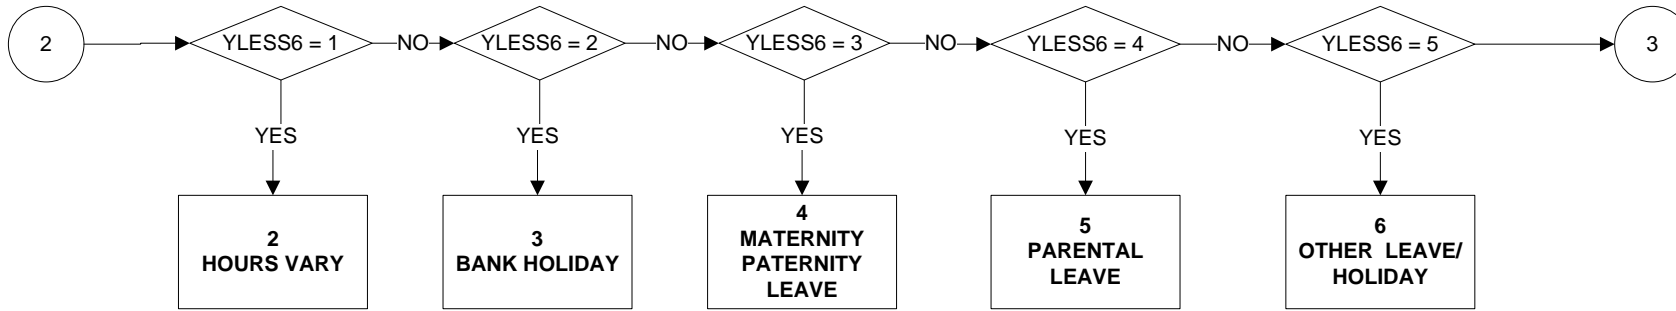 2
YLESS6 = 1
NO
YLESS6 = 2
NO
YLESS6 = 3
NO
YLESS6 = 4
NO
YLESS6 = 5
3
YES
YES
YES
YES
YES
2
HOURS VARY
3
BANK HOLIDAY
4
MATERNITY
PATERNITY
LEAVE
5
PARENTAL
LEAVE
6
OTHER LEAVE/
HOLIDAY